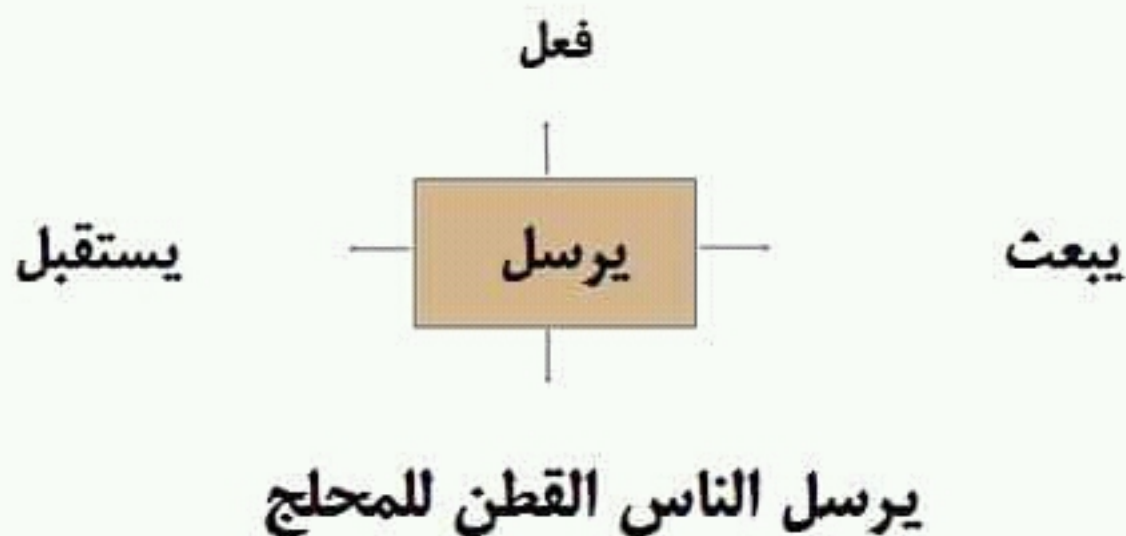 فعل
يبعث
يرسل
يستقبل
يرسل الناس القطن للمحلج